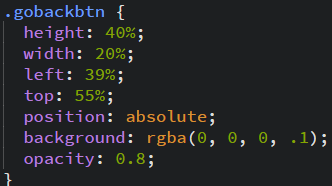 .gobackbtn {
  height: 40%;
  width: 20%;
  left: 39%;
  top: 55%;
  position: absolute;
  background: rgba(0, 0, 0, .1);
  opacity: 0.8;
}